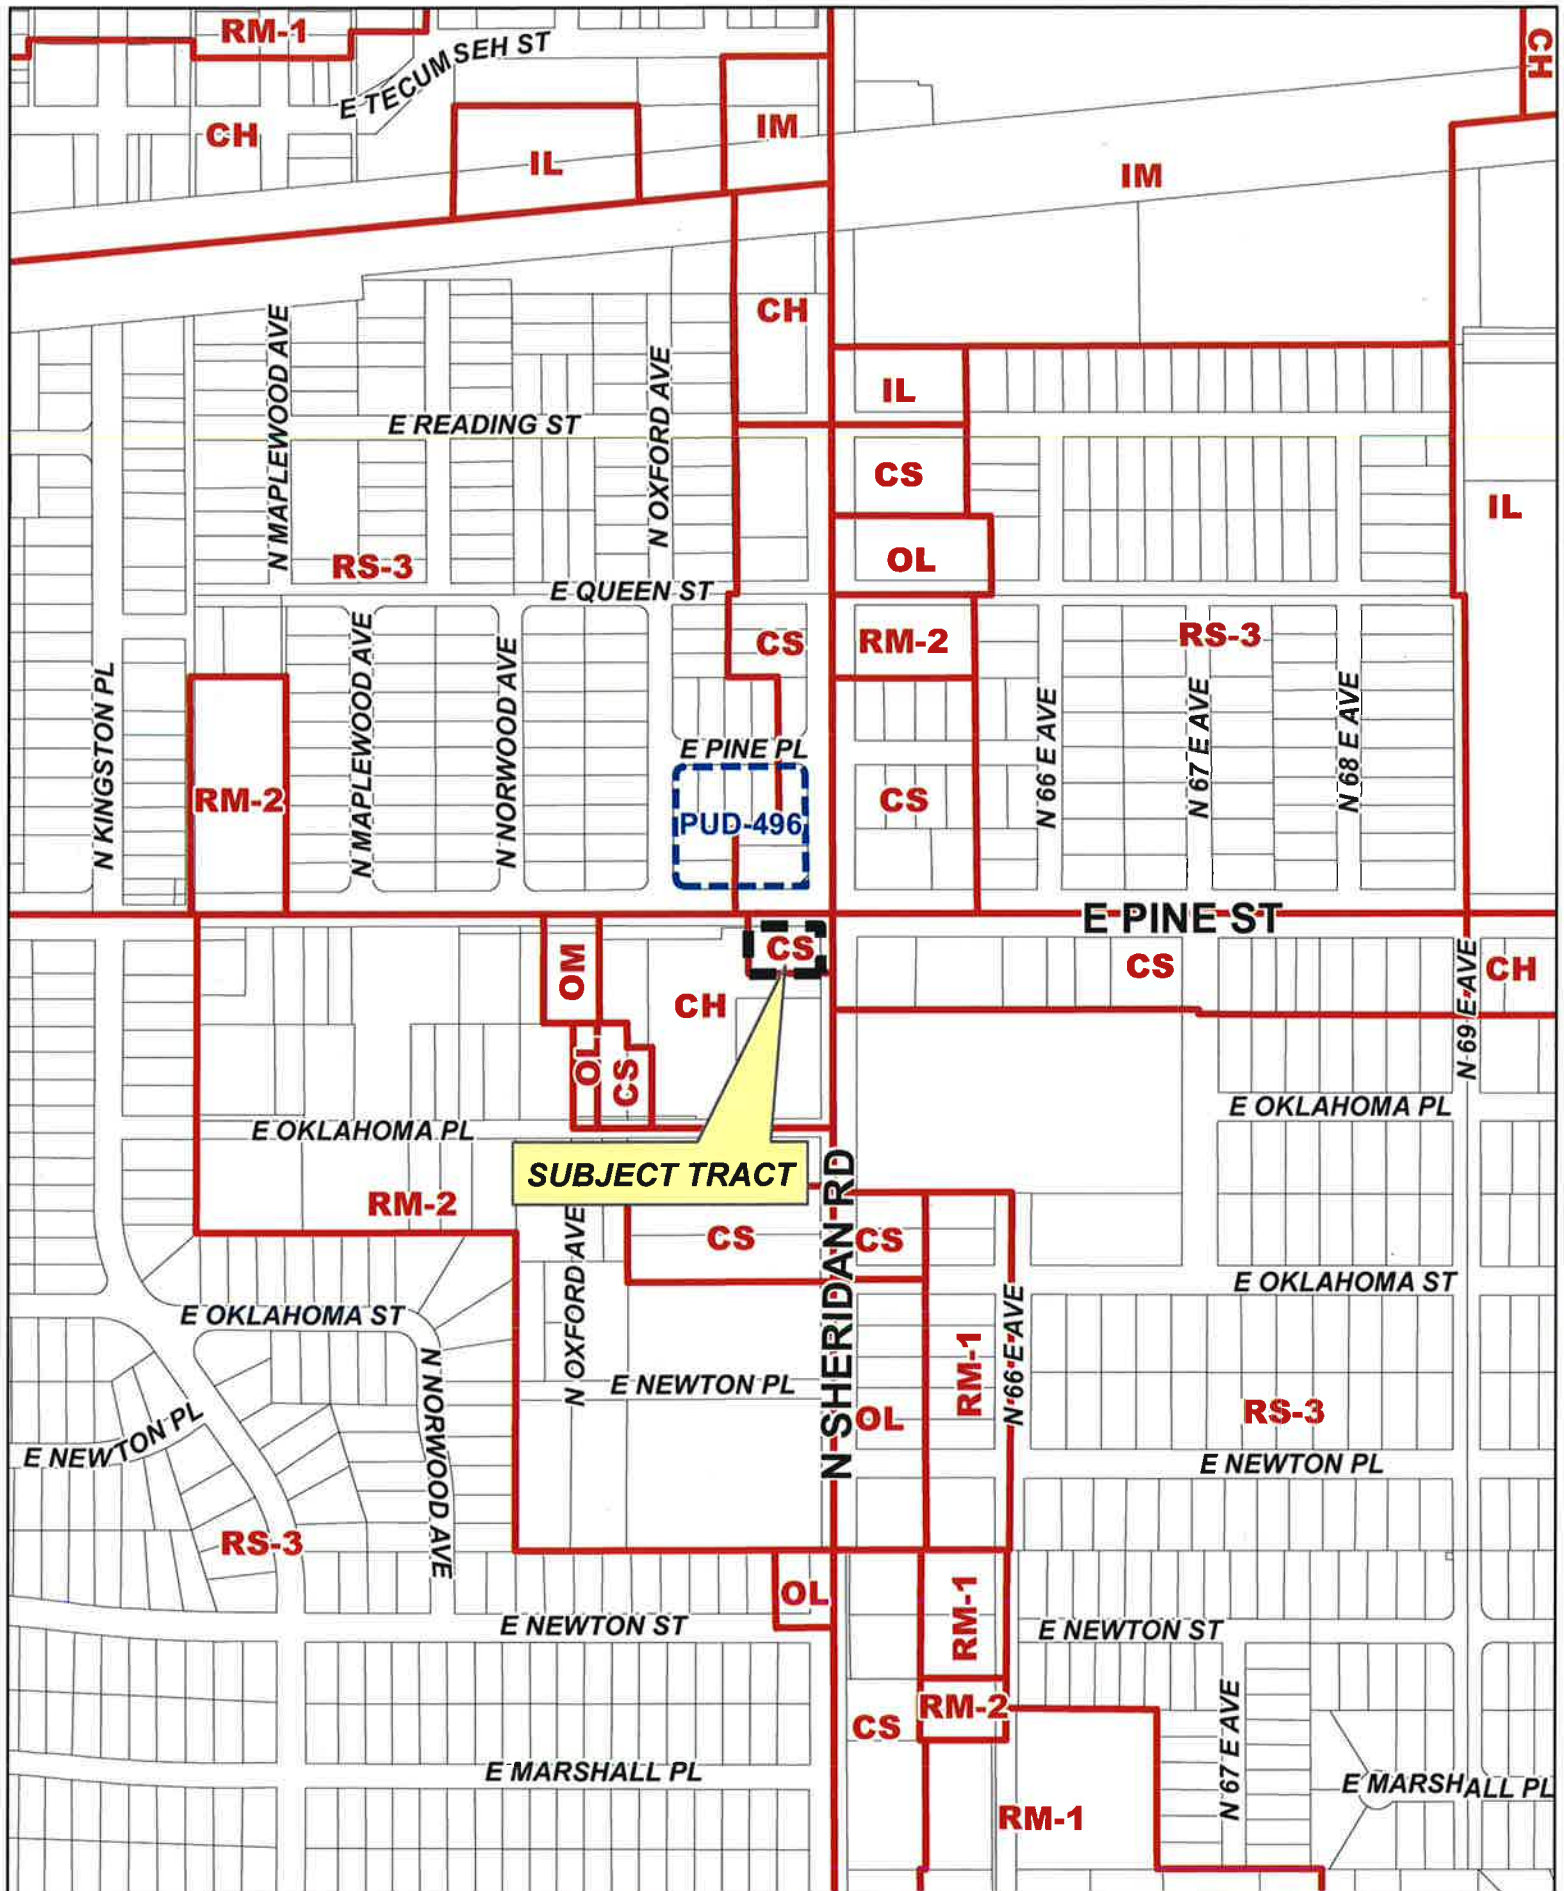 RM-1
E TECUMSEH ST
CH
CH
IM
IL
IM
CH
N MAPLEWOOD AVE
N OXFORD AVE
IL
E READING ST
CS
IL
OL
RS-3
E QUEEN ST
CS
RM-2
RS-3
N KINGSTON PL
N MAPLEWOOD AVE
N NORWOOD AVE
N 66 E AVE
N 67 E AVE
N 68 E AVE
E PINE PL
RM-2
CS
PUD-496
E PINE ST
CS
OM
CS
CH
CH
N 69 E AVE
OL
CS
E OKLAHOMA PL
E OKLAHOMA PL
SUBJECT TRACT
RM-2
CS
CS
N SHERIDAN RD
N OXFORD AVE
E OKLAHOMA ST
E OKLAHOMA ST
N 66 E AVE
RM-1
N NORWOOD AVE
E NEWTON PL
OL
RS-3
E NEWTON PL
E NEWTON PL
RS-3
OL
RM-1
E NEWTON ST
E NEWTON ST
RM-2
CS
N 67 E AVE
E MARSHALL PL
E MARSHALL PL
RM-1